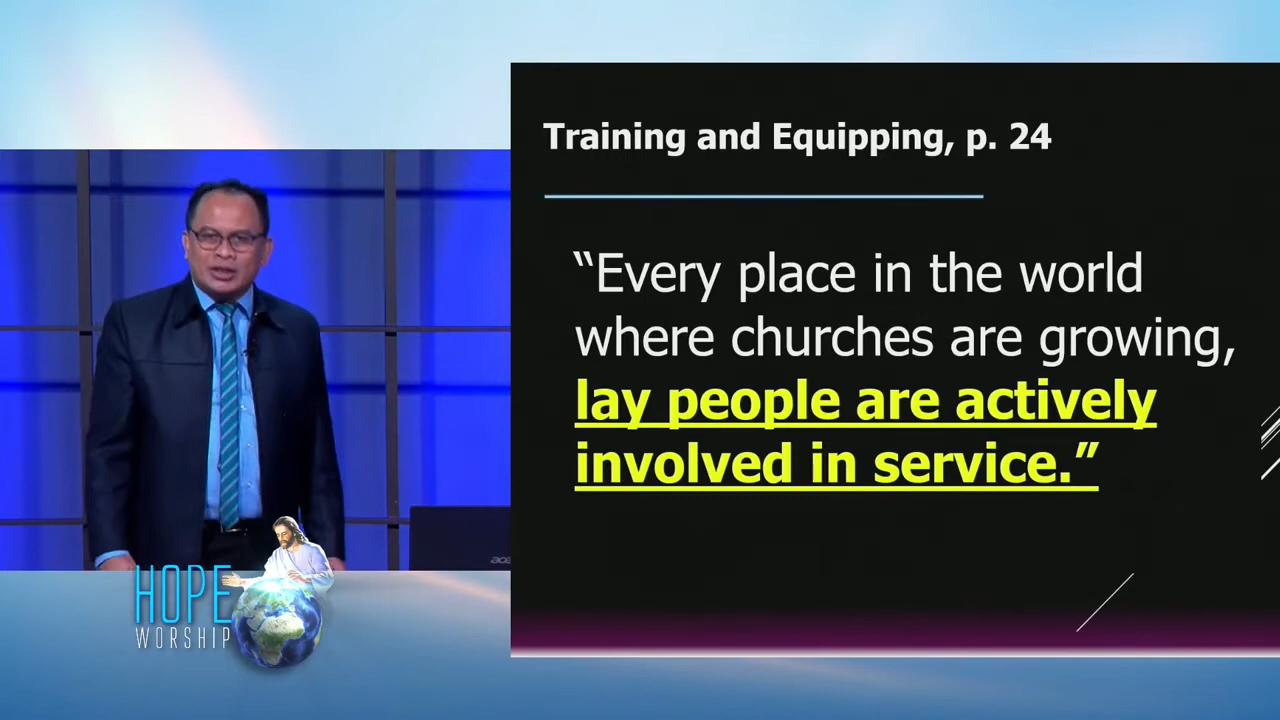 Training and Equipping, p. 24
“Every place in the world
where churches are growing,
lay people are actively
involved in service.”
HOPE
WORSHIP